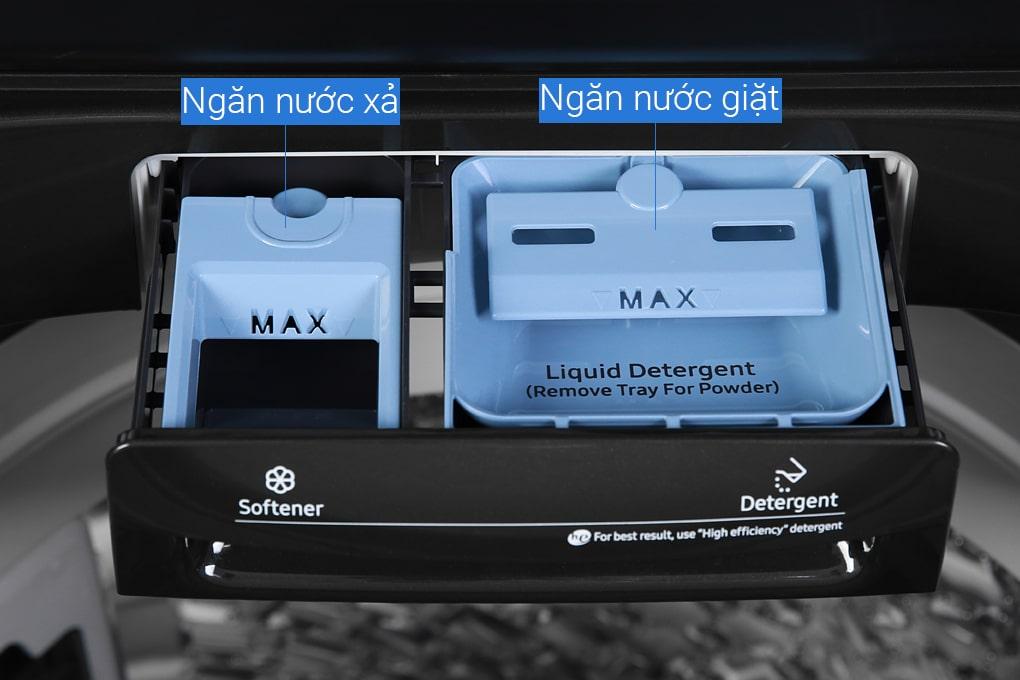 Ngăn nước xả
Ngăn nước giặt
MAX
MAX
Liquid Detergent
(Remove Tray For Powder)
Softener
Detergent
he For best result, use "High efficiency" detergent